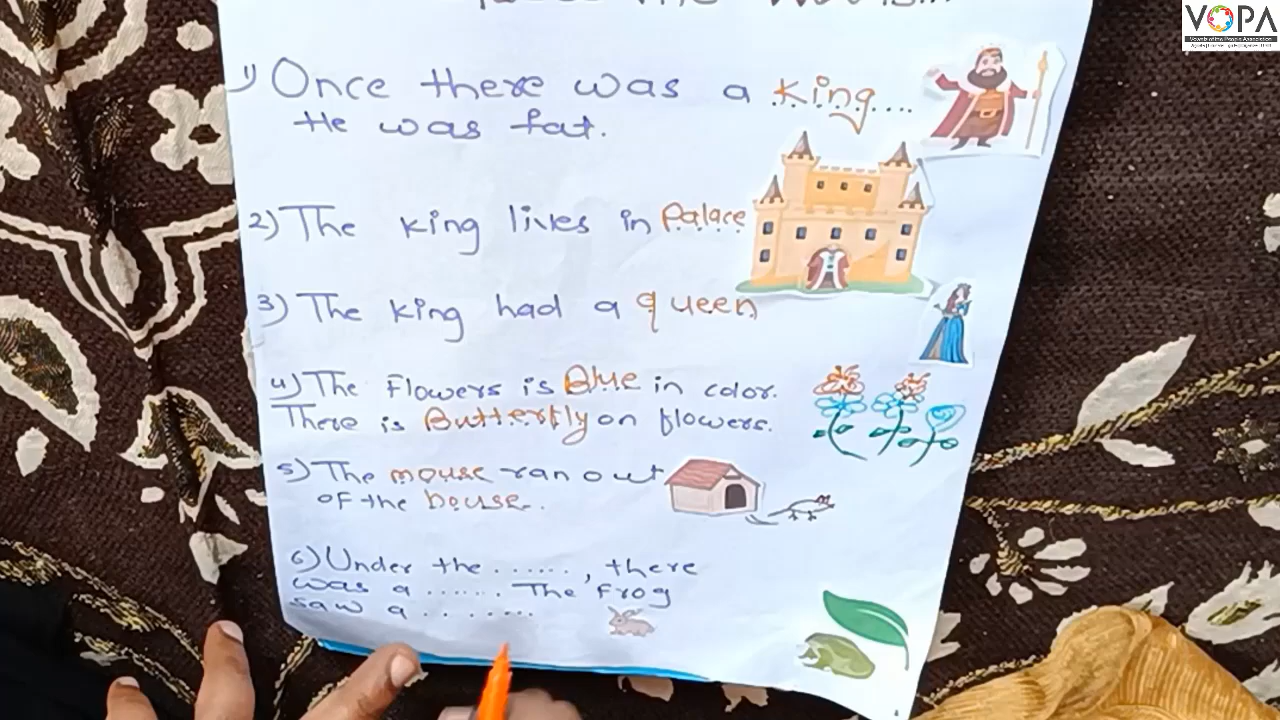 VOPA
1) Once there was a king....
He was fat.
2) The king lives in Palace
3) The king had a queen
4) The Flowers is Blue in color.
There is Butterfly on flowers.
5) The mouse ran out
of the house.
6) Under the ......, there
was a ...... The frog
saw a ........